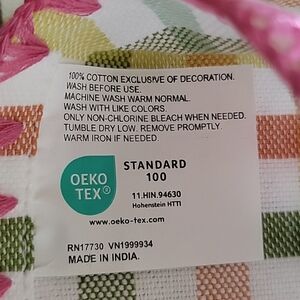 100% COTTON EXCLUSIVE OF DECORATION.
WASH BEFORE USE.
MACHINE WASH WARM NORMAL.
WASH WITH LIKE COLORS.
ONLY NON-CHLORINE BLEACH WHEN NEEDED.
TUMBLE DRY LOW. REMOVE PROMPTLY
WARM IRON IF NEEDED.
OEKO
TEX®
STANDARD
100
11.HIN.94630
Hohenstein HTTI
www.oeko-tex.com
RN17730 VN1999934
MADE IN INDIA.